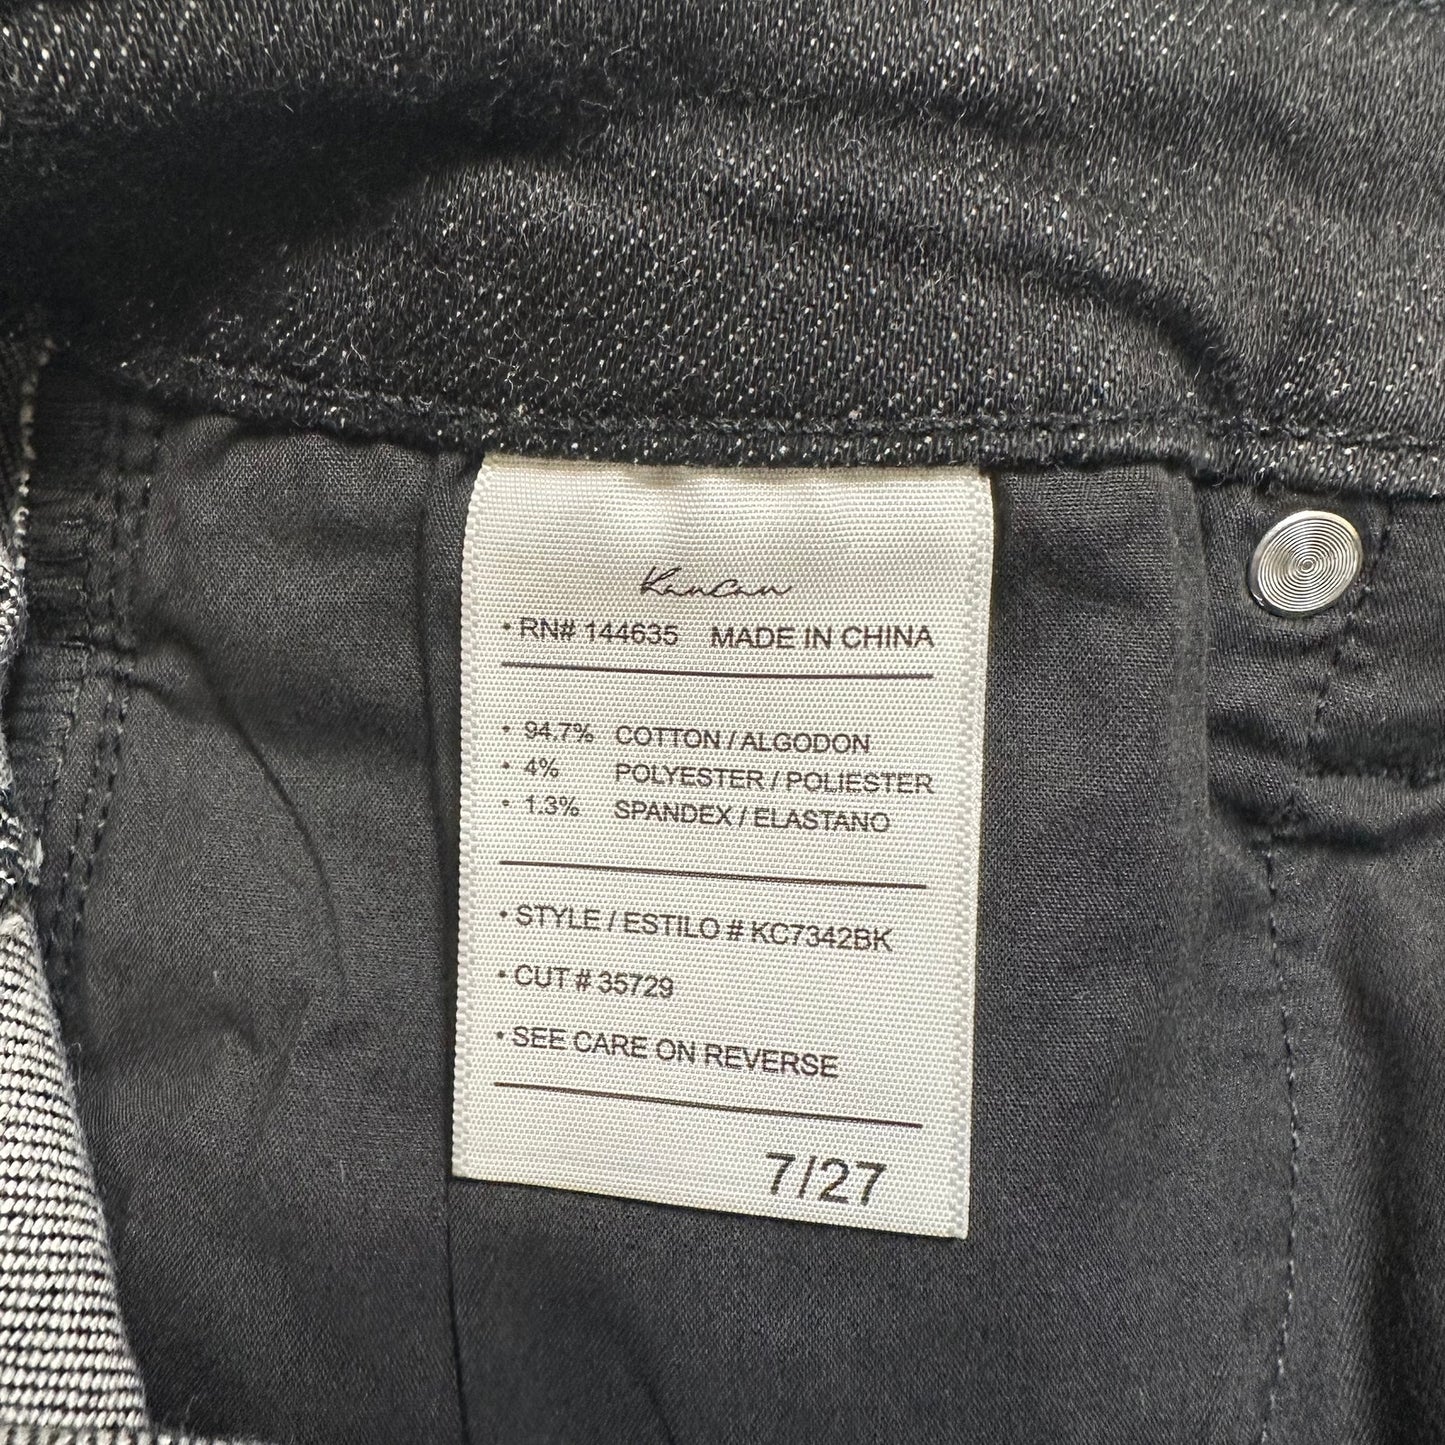 KanCan
• RN# 144635 MADE IN CHINA
• 94.7% COTTON / ALGODON
• 4% POLYESTER / POLIESTER
• 1.3% SPANDEX / ELASTANO
• STYLE / ESTILO # KC7342BK
• CUT # 35729
• SEE CARE ON REVERSE
7/27